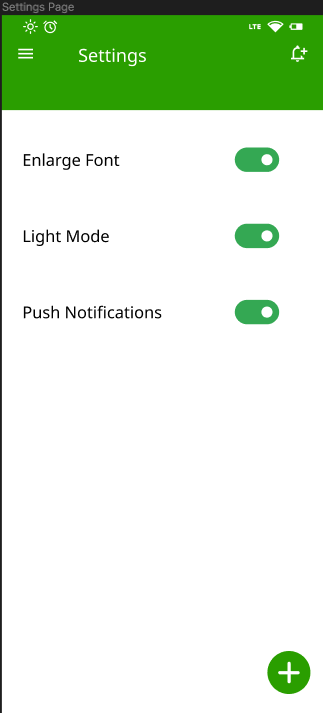 Settings Page
LTE
Settings
Enlarge Font
Light Mode
Push Notifications